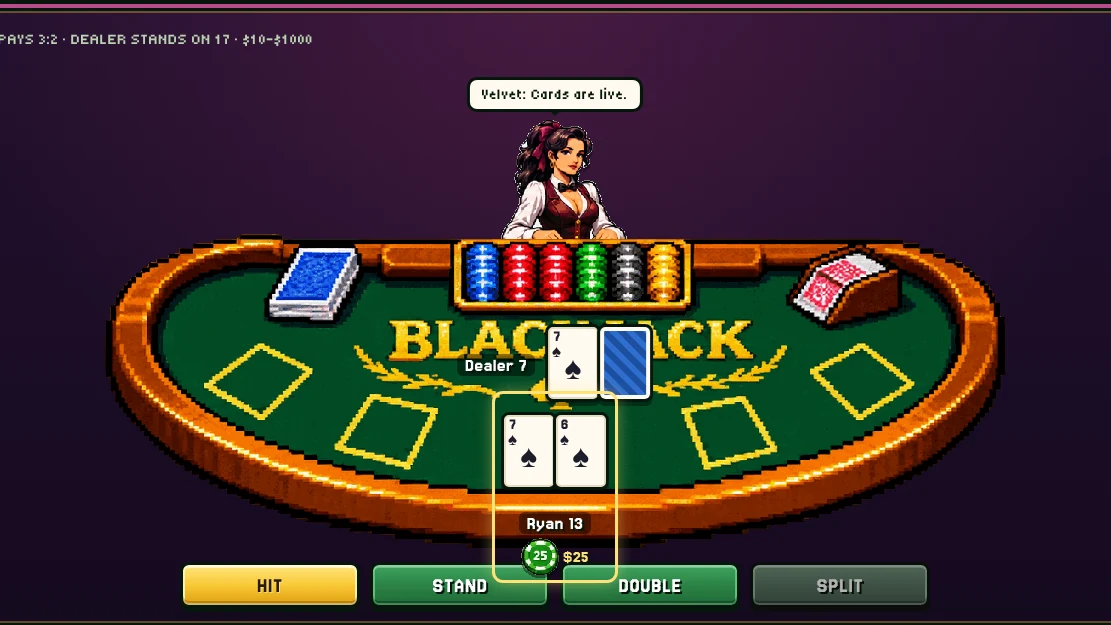 PAYS 3:2 · DEALER STANDS ON 17 · $10-$1000
Velvet: Cards are live.
BLACKJACK
Dealer 7
7
7
6
Ryan 13
25 $25
HIT
STAND
DOUBLE
SPLIT